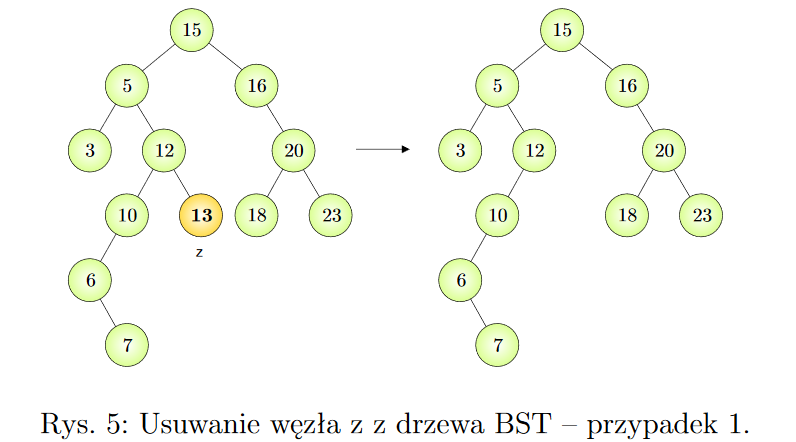 15 15
5 16 5 16
3 12 20 3 12 20
10 13 18 23 10 18 23
z
6 6
7 7
Rys. 5: Usuwanie węzła z z drzewa BST – przypadek 1.